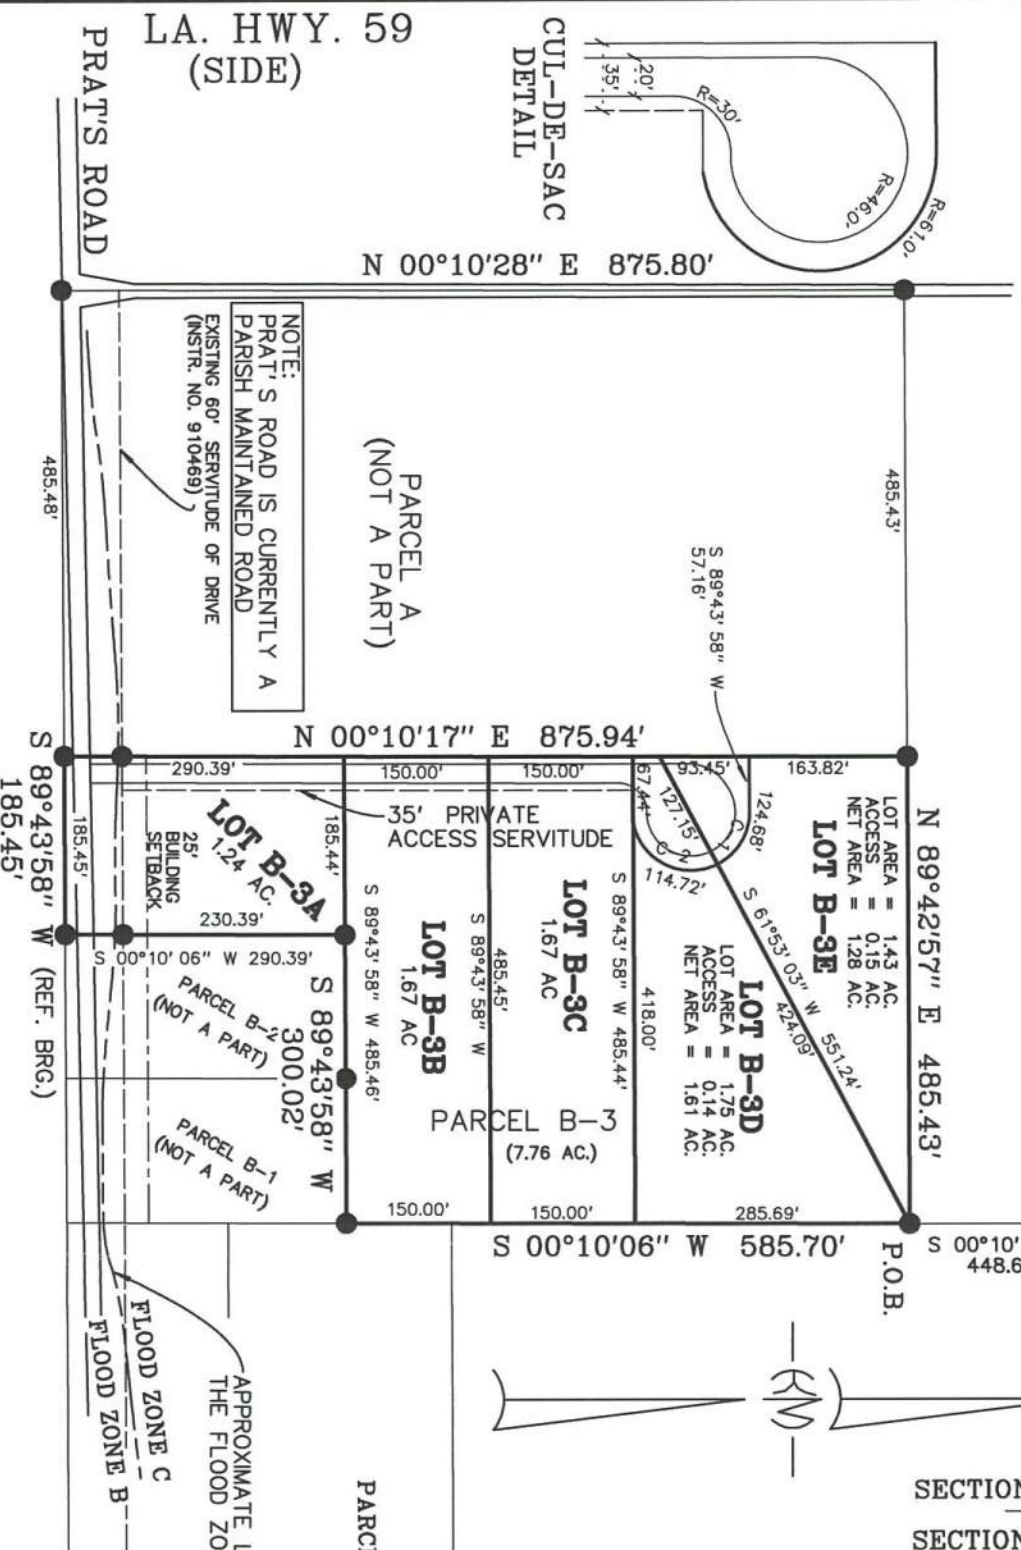 LA. HWY. 59
(SIDE)
PRAT'S ROAD
CUL-DE-SAC
DETAIL
20'
35'
R=30'
R=46.0'
R=61.0'
N 00°10'28" E 875.80'
NOTE:
PRAT'S ROAD IS CURRENTLY A
PARISH MAINTAINED ROAD
EXISTING 60' SERVITUDE OF DRIVE
(INSTR. NO. 910469)
485.48'
PARCEL A
(NOT A PART)
485.43'
S 89°43'58" W
57.16'
N 00°10'17" E 875.94'
290.39'
150.00'
150.00'
67.44'
93.45'
163.82'
35' PRIVATE
ACCESS SERVITUDE
127.15'
124.68'
C 1
C 2
114.72'
LOT AREA = 1.43 AC.
ACCESS = 0.15 AC.
NET AREA = 1.28 AC.
LOT B-3E
N 89°42'57" E 485.43'
S 61°53'03" W 551.24'
424.09'
LOT B-3D
LOT AREA = 1.75 AC.
ACCESS = 0.14 AC.
NET AREA = 1.61 AC.
S 89°43'58" W 485.44'
418.00'
LOT B-3C
1.67 AC
S 89°43'58" W
485.45'
LOT B-3B
1.67 AC
S 89°43'58" W 485.46'
185.44'
LOT B-3A
1.24 AC.
25'
BUILDING
SETBACK
185.45'
230.39'
S 00°10'06" W 290.39'
S 89°43'58" W (REF. BRG.)
185.45'
PARCEL B-2
(NOT A PART)
S 89°43'58" W
300.02'
PARCEL B-1
(NOT A PART)
PARCEL B-3
(7.76 AC.)
150.00'
150.00'
285.69'
S 00°10'06" W 585.70'
P.O.B.
S 00°10'
448.6
FLOOD ZONE C
FLOOD ZONE B
APPROXIMATE L
THE FLOOD ZO
PARC
SECTION
SECTION